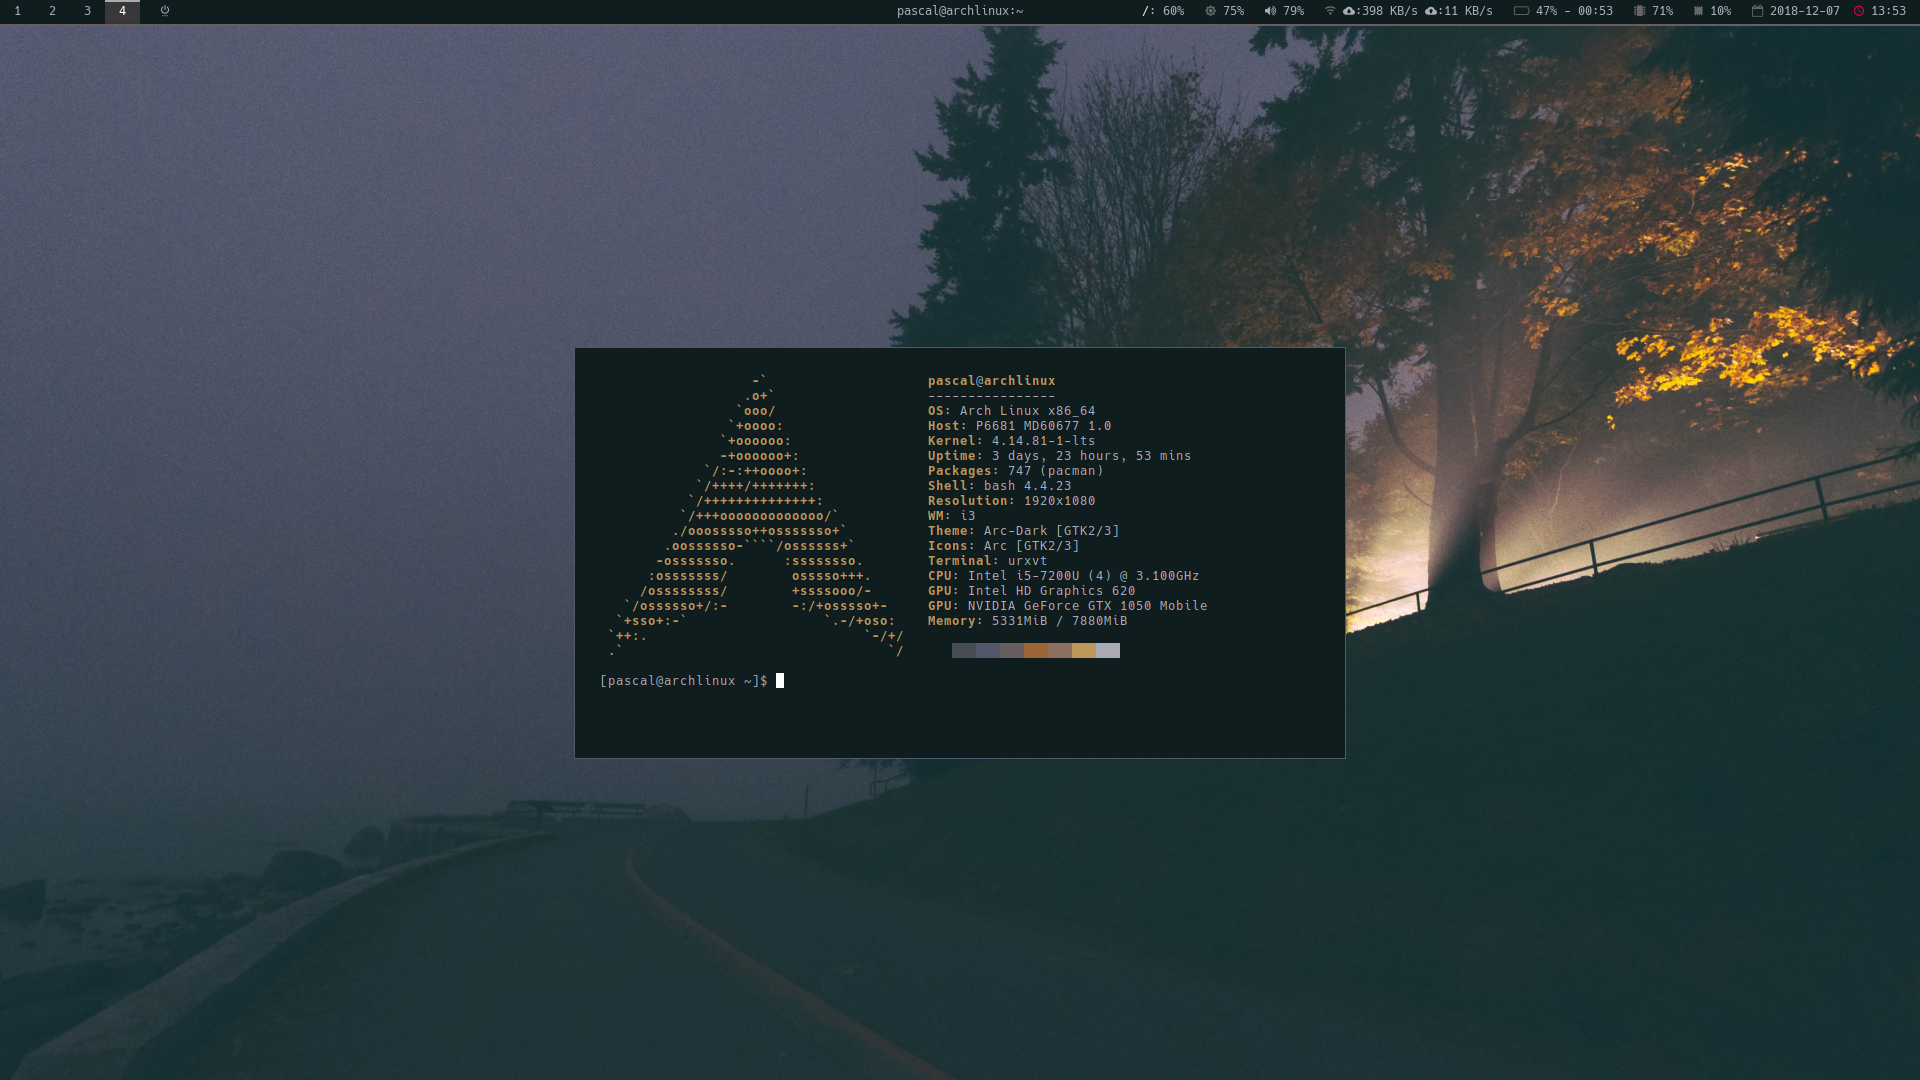 1 2 3 4 pascal@archlinux:~ /: 60% 75% 79% :398 KB/s :11 KB/s 47% - 00:53 71% 10% 2018-12-07 13:53
                   -`
                  .o+`
                 `ooo/
                `+oooo:
               `+oooooo:
               -+oooooo+:
             `/:-:++oooo+:
            `/++++/+++++++:
           `/++++++++++++++:
          `/+++ooooooooooooo/`
         ./ooosssso++osssssso+`
        .oossssso-````/ossssss+`
       -osssssso.      :ssssssso.
      :osssssss/        osssso+++.
     /ossssssss/        +ssssooo/-
   `/ossssso+/:-        -:/+osssso+-
  `+sso+:-`                 `.-/+oso:
 `++:.                           `-/+/
 .`                                 `/
pascal@archlinux
----------------
OS: Arch Linux x86_64
Host: P6681 MD60677 1.0
Kernel: 4.14.81-1-lts
Uptime: 3 days, 23 hours, 53 mins
Packages: 747 (pacman)
Shell: bash 4.4.23
Resolution: 1920x1080
WM: i3
Theme: Arc-Dark [GTK2/3]
Icons: Arc [GTK2/3]
Terminal: urxvt
CPU: Intel i5-7200U (4) @ 3.100GHz
GPU: Intel HD Graphics 620
GPU: NVIDIA GeForce GTX 1050 Mobile
Memory: 5331MiB / 7880MiB
[pascal@archlinux ~]$